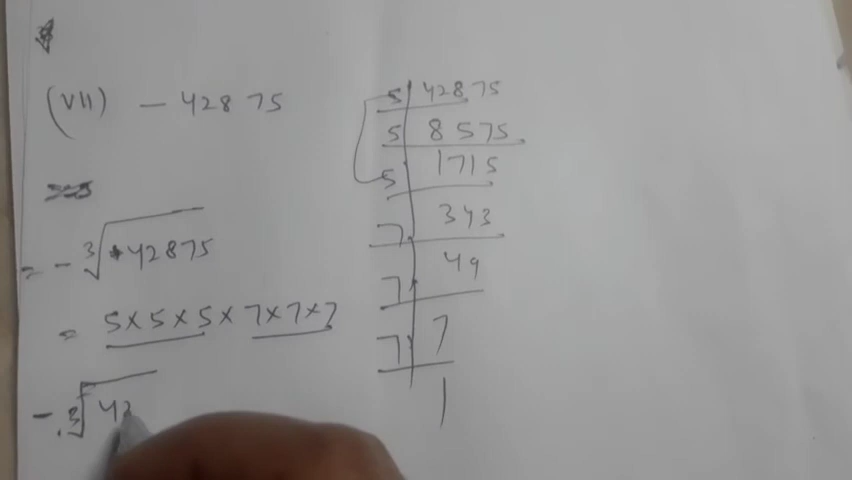 (VII) - 42875
= - ∛42875
= 5×5×5×7×7×7
- ∛42
5 | 42875
5 | 8575
5 | 1715
7 | 343
7 | 49
7 | 7
1